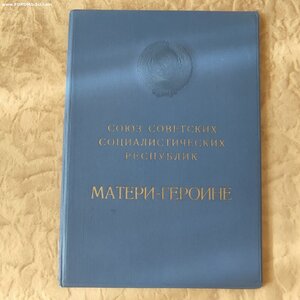 СОЮЗ СОВЕТСКИХ
СОЦИАЛИСТИЧЕСКИХ
РЕСПУБЛИК
МАТЕРИ-ГЕРОИНЕ